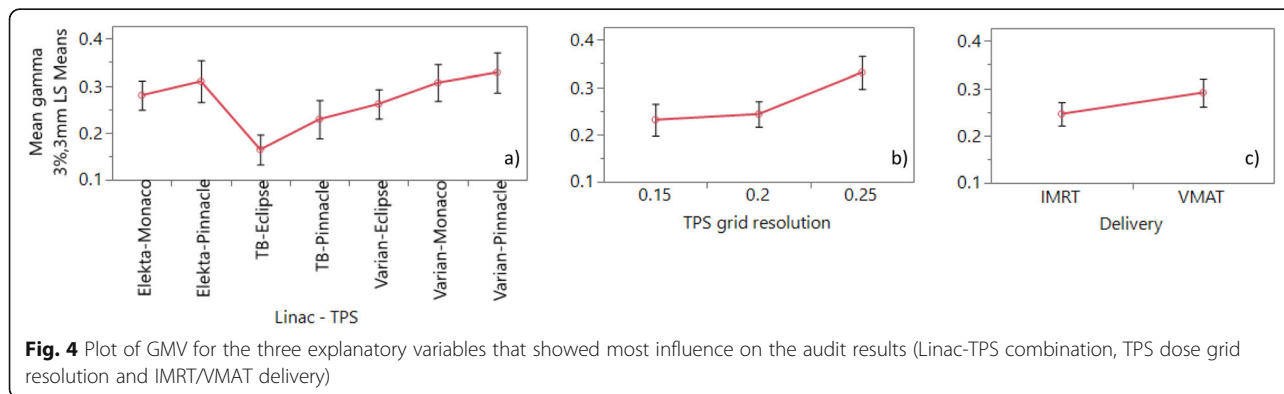 Mean gamma
3%,3mm LS Means
0.4
0.3
0.2
0.1
a)
Elekta-Monaco
Elekta-Pinnacle
TB-Eclipse
TB-Pinnacle
Varian-Eclipse
Varian-Monaco
Varian-Pinnacle
Linac - TPS
0.4
0.3
0.2
0.1
b)
0.15 0.2 0.25
TPS grid resolution
0.4
0.3
0.2
0.1
c)
IMRT VMAT
Delivery
Fig. 4 Plot of GMV for the three explanatory variables that showed most influence on the audit results (Linac-TPS combination, TPS dose grid
resolution and IMRT/VMAT delivery)